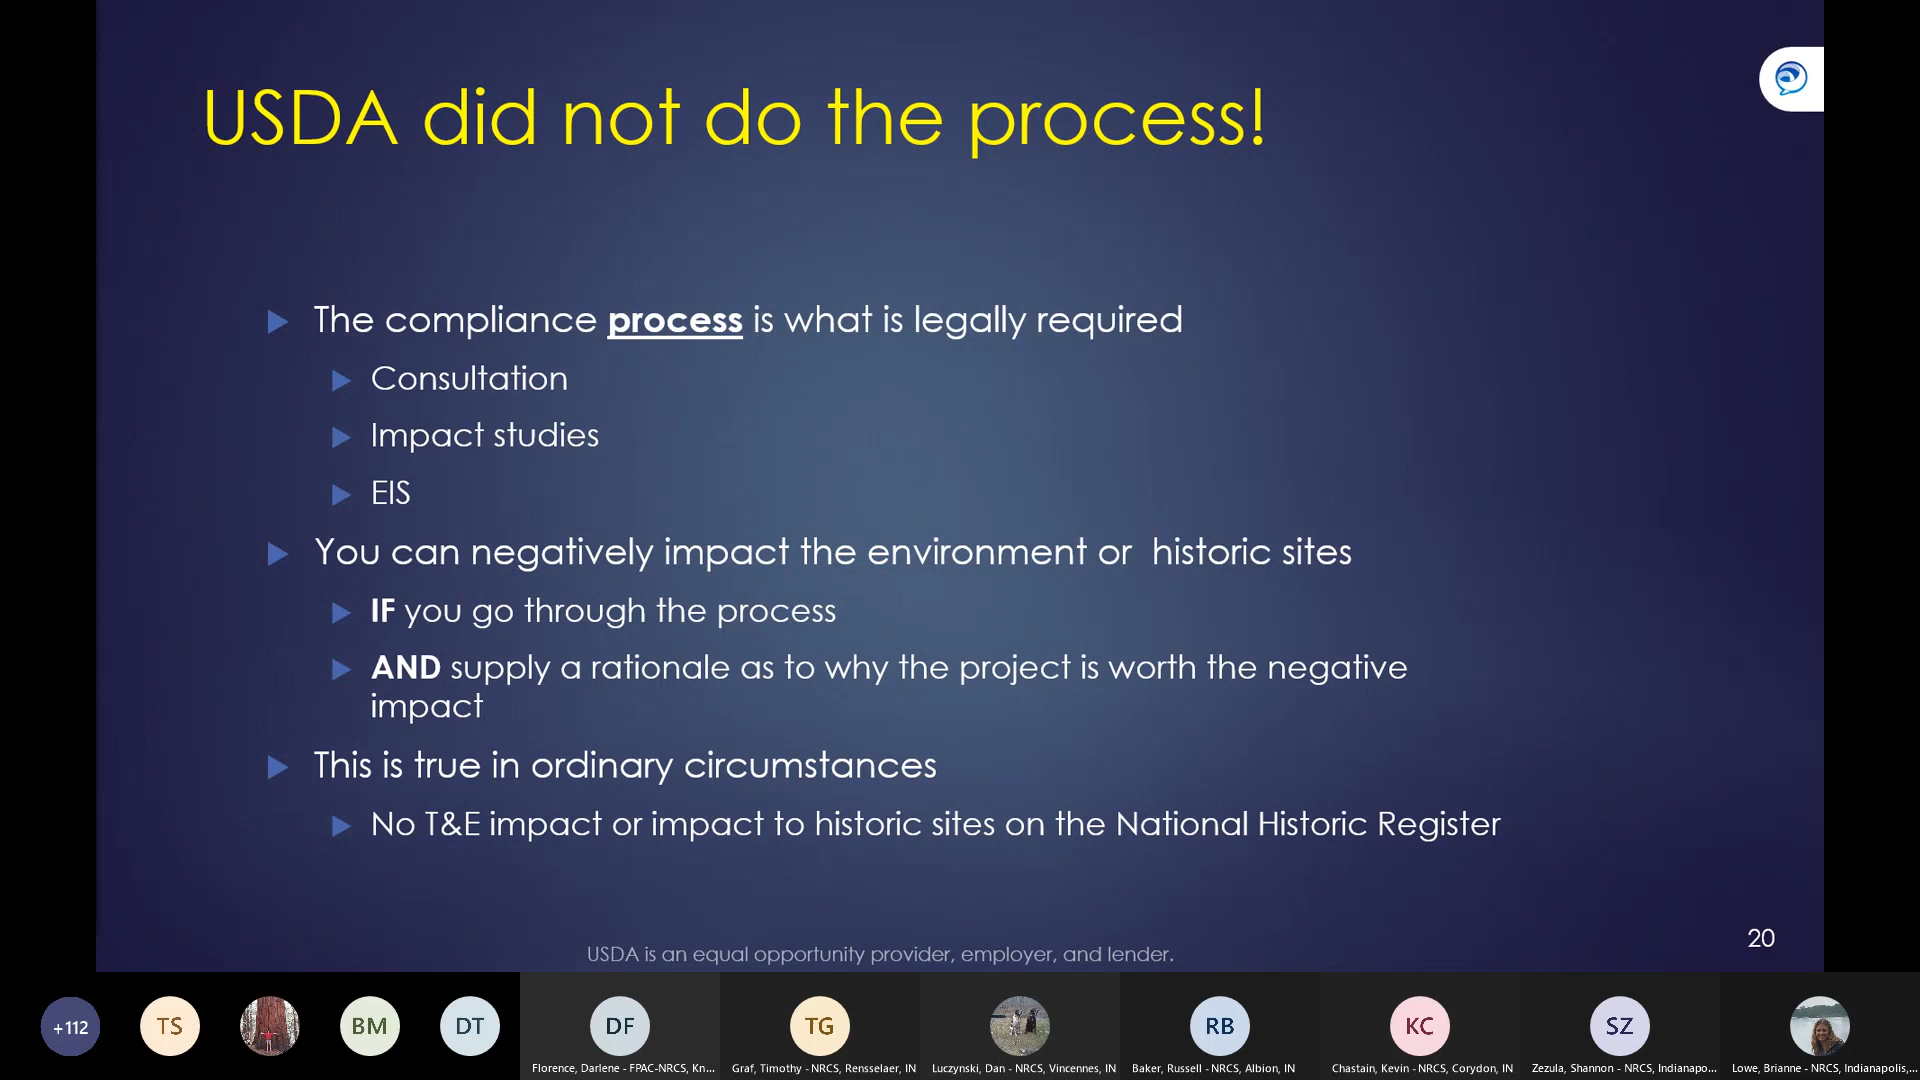 USDA did not do the process!
The compliance process is what is legally required
Consultation
Impact studies
EIS
You can negatively impact the environment or  historic sites
IF you go through the process
AND supply a rationale as to why the project is worth the negative
impact
This is true in ordinary circumstances
No T&E impact or impact to historic sites on the National Historic Register
20
USDA is an equal opportunity provider, employer, and lender.
+112
TS
BM
DT
DF
TG
RB
KC
SZ
Florence, Darlene - FPAC-NRCS, Kn...
Graf, Timothy - NRCS, Rensselaer, IN
Luczynski, Dan - NRCS, Vincennes, IN
Baker, Russell - NRCS, Albion, IN
Chastain, Kevin - NRCS, Corydon, IN
Zezula, Shannon - NRCS, Indianapo...
Lowe, Brianne - NRCS, Indianapolis,...